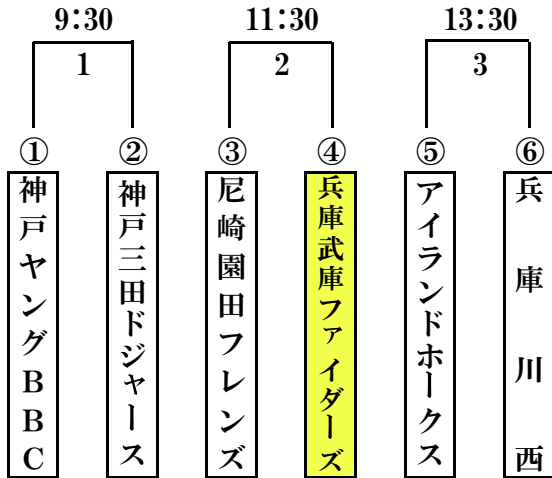 9:30
11:30
13:30
1
2
3
①
②
③
④
⑤
⑥
神戸ヤングBBC
神戸三田ドジャース
尼崎園田フレンズ
兵庫武庫ファイダーズ
アイランドホークス
兵庫川西